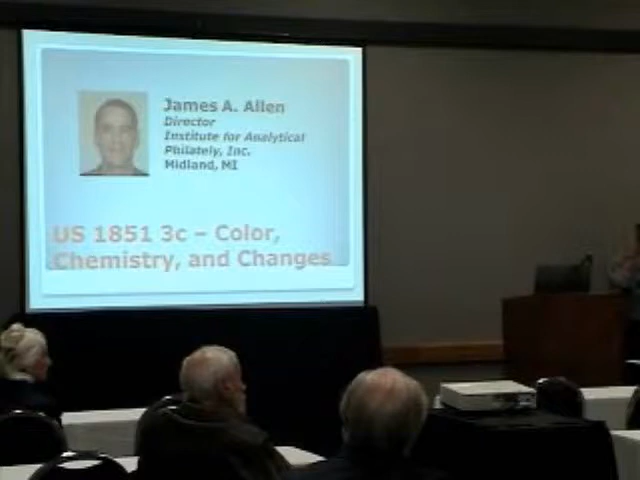 James A. Allen
Director
Institute for Analytical
Philately, Inc.
Midland, MI
US 1851 3c – Color,
Chemistry, and Changes